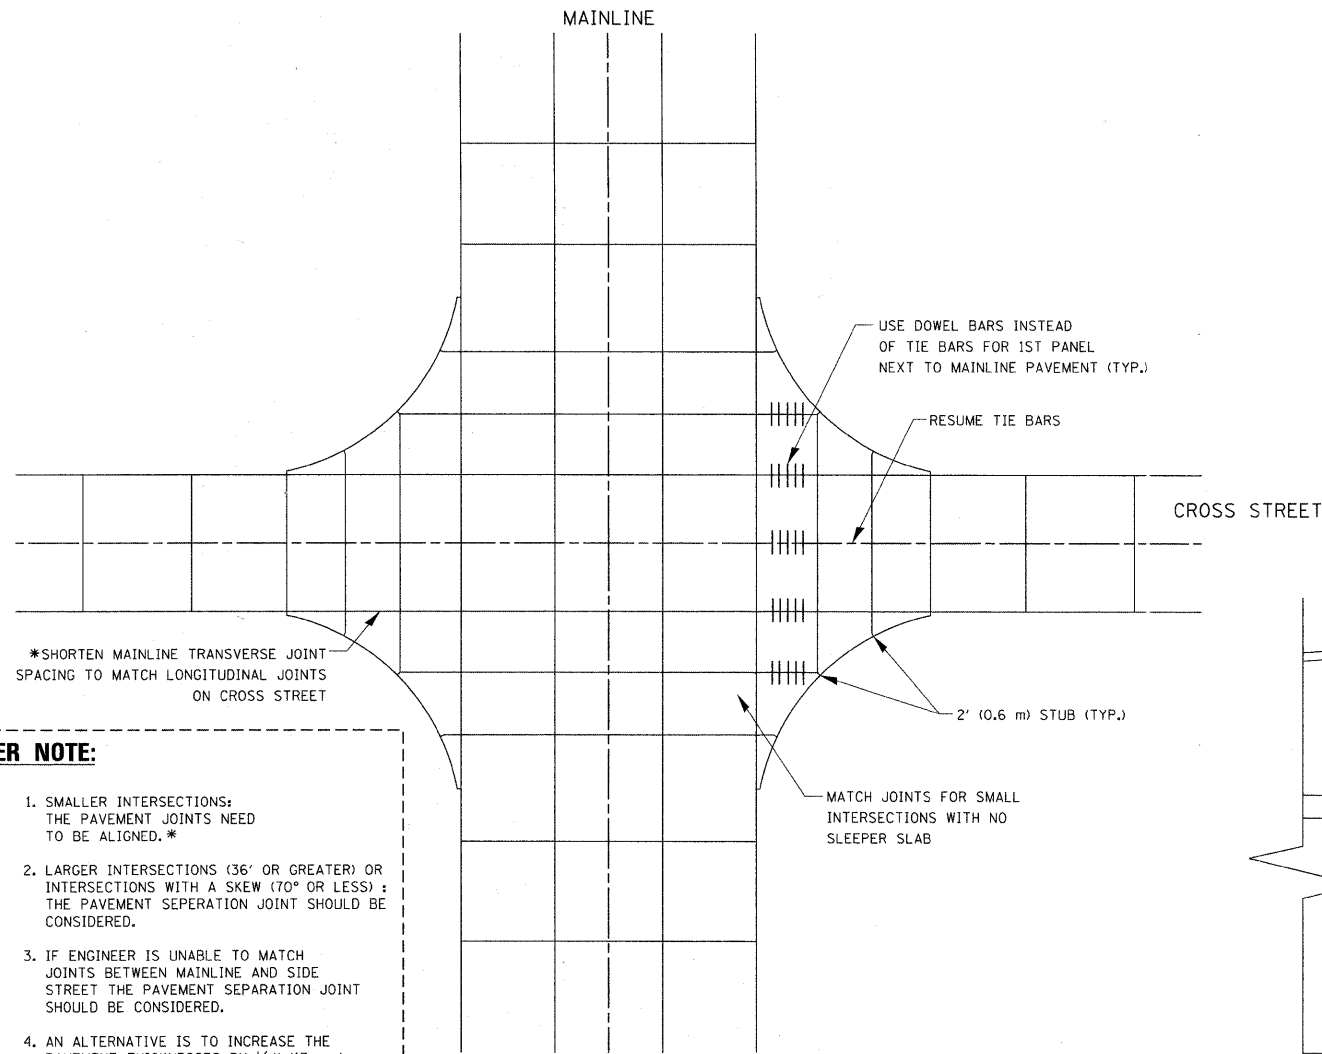 MAINLINE
USE DOWEL BARS INSTEAD
OF TIE BARS FOR 1ST PANEL
NEXT TO MAINLINE PAVEMENT (TYP.)
RESUME TIE BARS
CROSS STREET
*SHORTEN MAINLINE TRANSVERSE JOINT
SPACING TO MATCH LONGITUDINAL JOINTS
ON CROSS STREET
2' (0.6 m) STUB (TYP.)
MATCH JOINTS FOR SMALL
INTERSECTIONS WITH NO
SLEEPER SLAB
ER NOTE:
1. SMALLER INTERSECTIONS:
THE PAVEMENT JOINTS NEED
TO BE ALIGNED.*
2. LARGER INTERSECTIONS (36' OR GREATER) OR
INTERSECTIONS WITH A SKEW (70° OR LESS) :
THE PAVEMENT SEPERATION JOINT SHOULD BE
CONSIDERED.
3. IF ENGINEER IS UNABLE TO MATCH
JOINTS BETWEEN MAINLINE AND SIDE
STREET THE PAVEMENT SEPARATION JOINT
SHOULD BE CONSIDERED.
4. AN ALTERNATIVE IS TO INCREASE THE